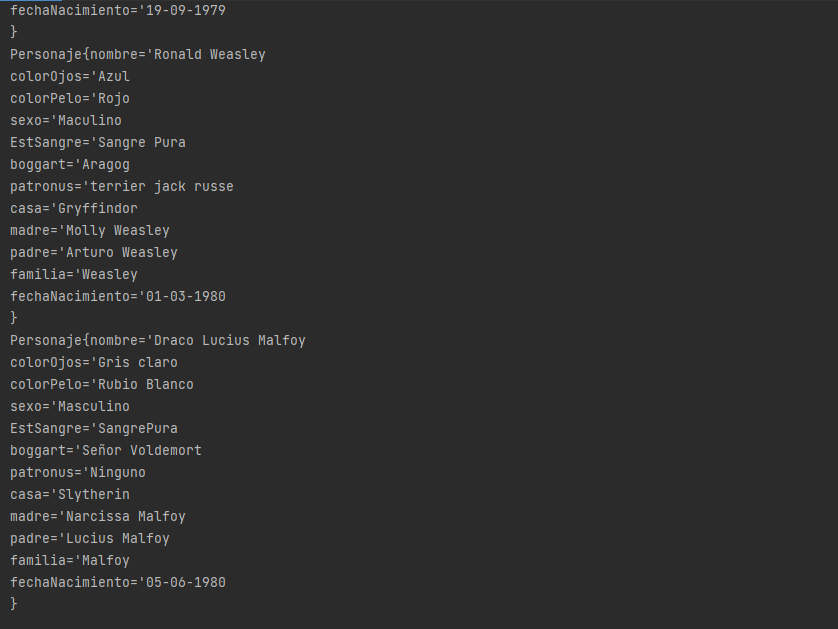 fechaNacimiento='19-09-1979
}
Personaje{nombre='Ronald Weasley
colorOjos='Azul
colorPelo='Rojo
sexo='Maculino
EstSangre='Sangre Pura
boggart='Aragog
patronus='terrier jack russe
casa='Gryffindor
madre='Molly Weasley
padre='Arturo Weasley
familia='Weasley
fechaNacimiento='01-03-1980
}
Personaje{nombre='Draco Lucius Malfoy
colorOjos='Gris claro
colorPelo='Rubio Blanco
sexo='Masculino
EstSangre='SangrePura
boggart='Señor Voldemort
patronus='Ninguno
casa='Slytherin
madre='Narcissa Malfoy
padre='Lucius Malfoy
familia='Malfoy
fechaNacimiento='05-06-1980
}